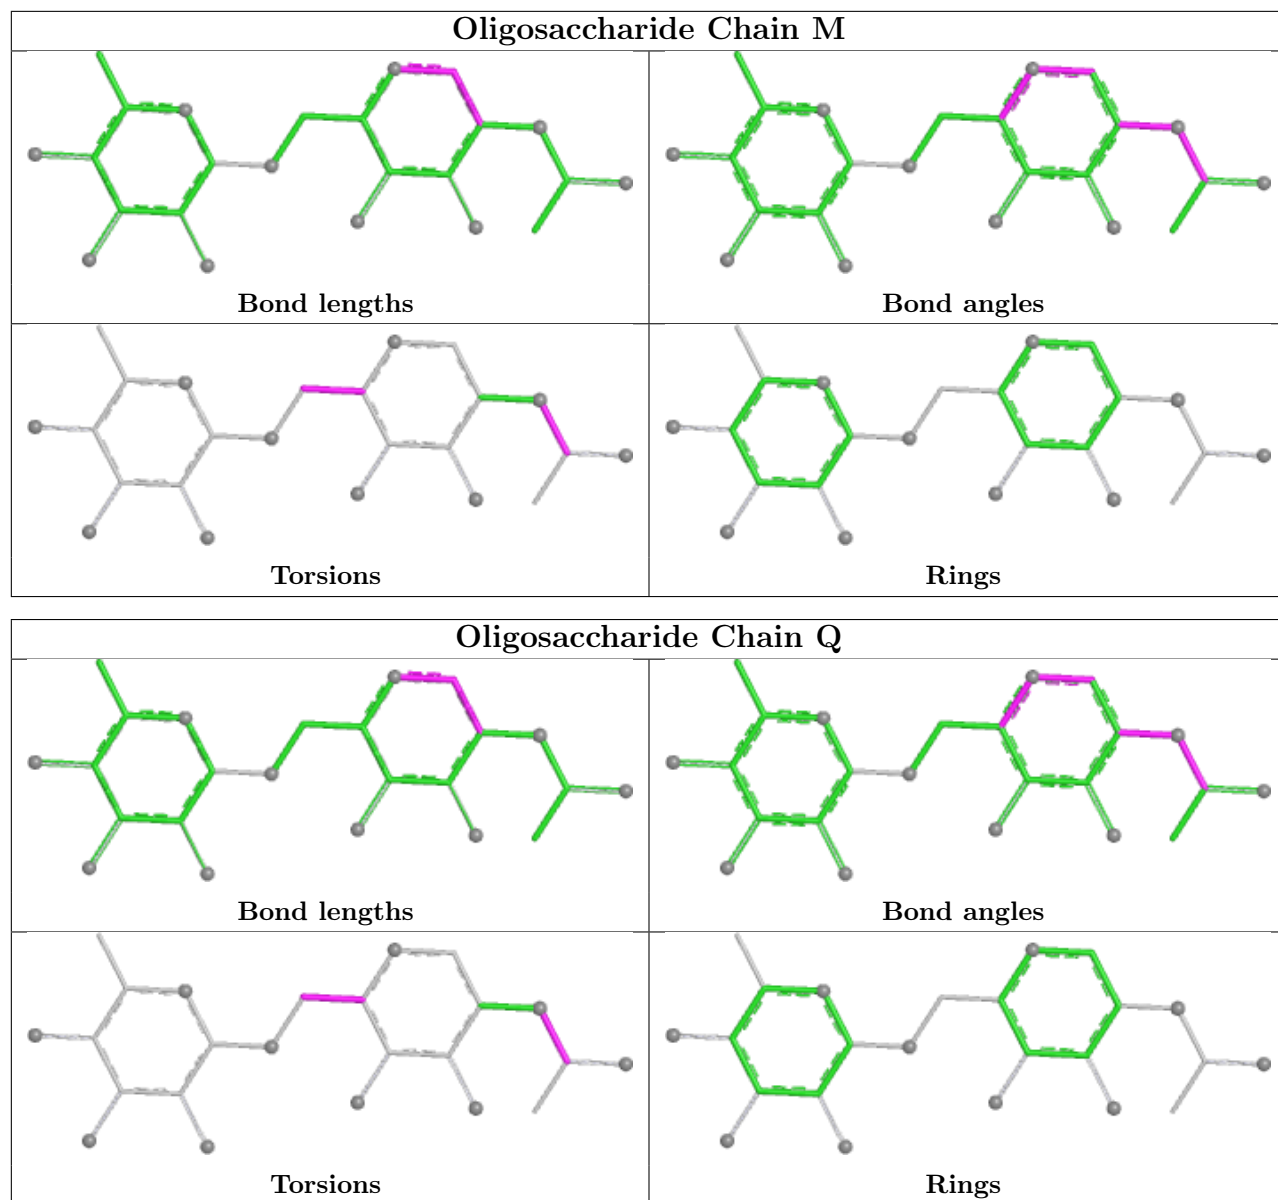 Oligosaccharide Chain M
Bond lengths
Bond angles
Torsions
Rings
Oligosaccharide Chain Q
Bond lengths
Bond angles
Torsions
Rings